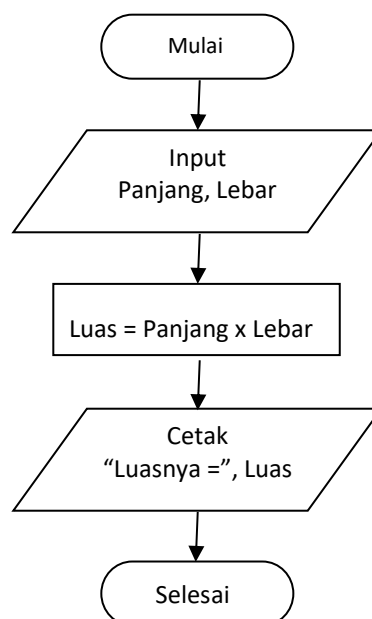 Mulai
Input
Panjang, Lebar
Luas = Panjang x Lebar
Cetak
“Luasnya =”, Luas
Selesai